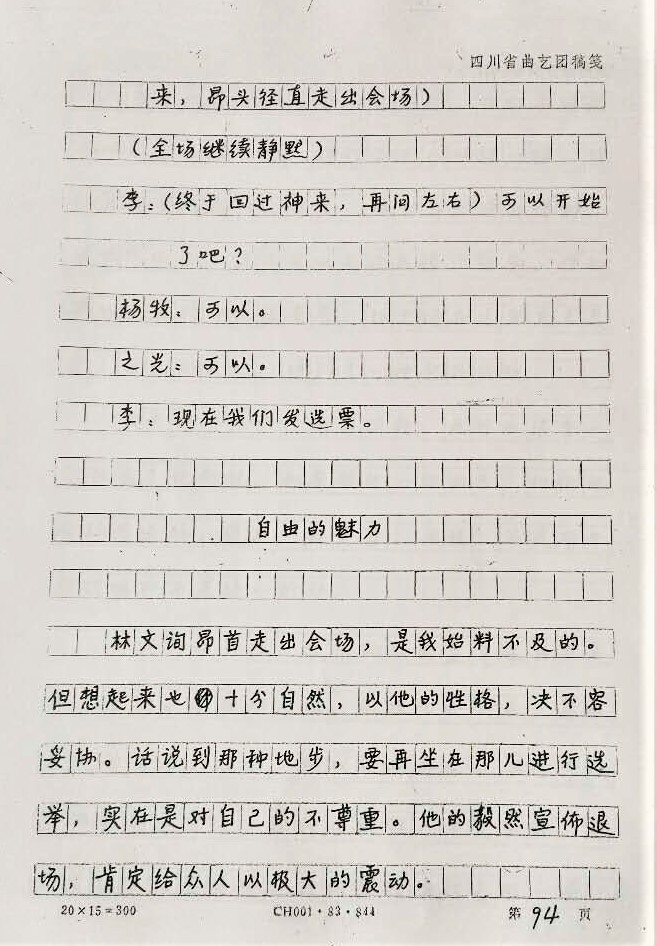 四川省曲艺团稿笺
来，昂头径直走出会场）
（全场继续静默）
李：（终于回过神来，再问左右）可以开始
了吧？
杨牧：可以。
之光：可以。
李：现在我们发选票。
自由的魅力
林文询昂首走出会场，是我始料不及的。
但想起来也十分自然，以他的性格，决不容
妥协。话说到那种地步，要再坐在那儿进行选
举，实在是对自己的不尊重。他的毅然宣佈退
场，肯定给众人以极大的震动。
20×15=300 CH001·83·844 第94页